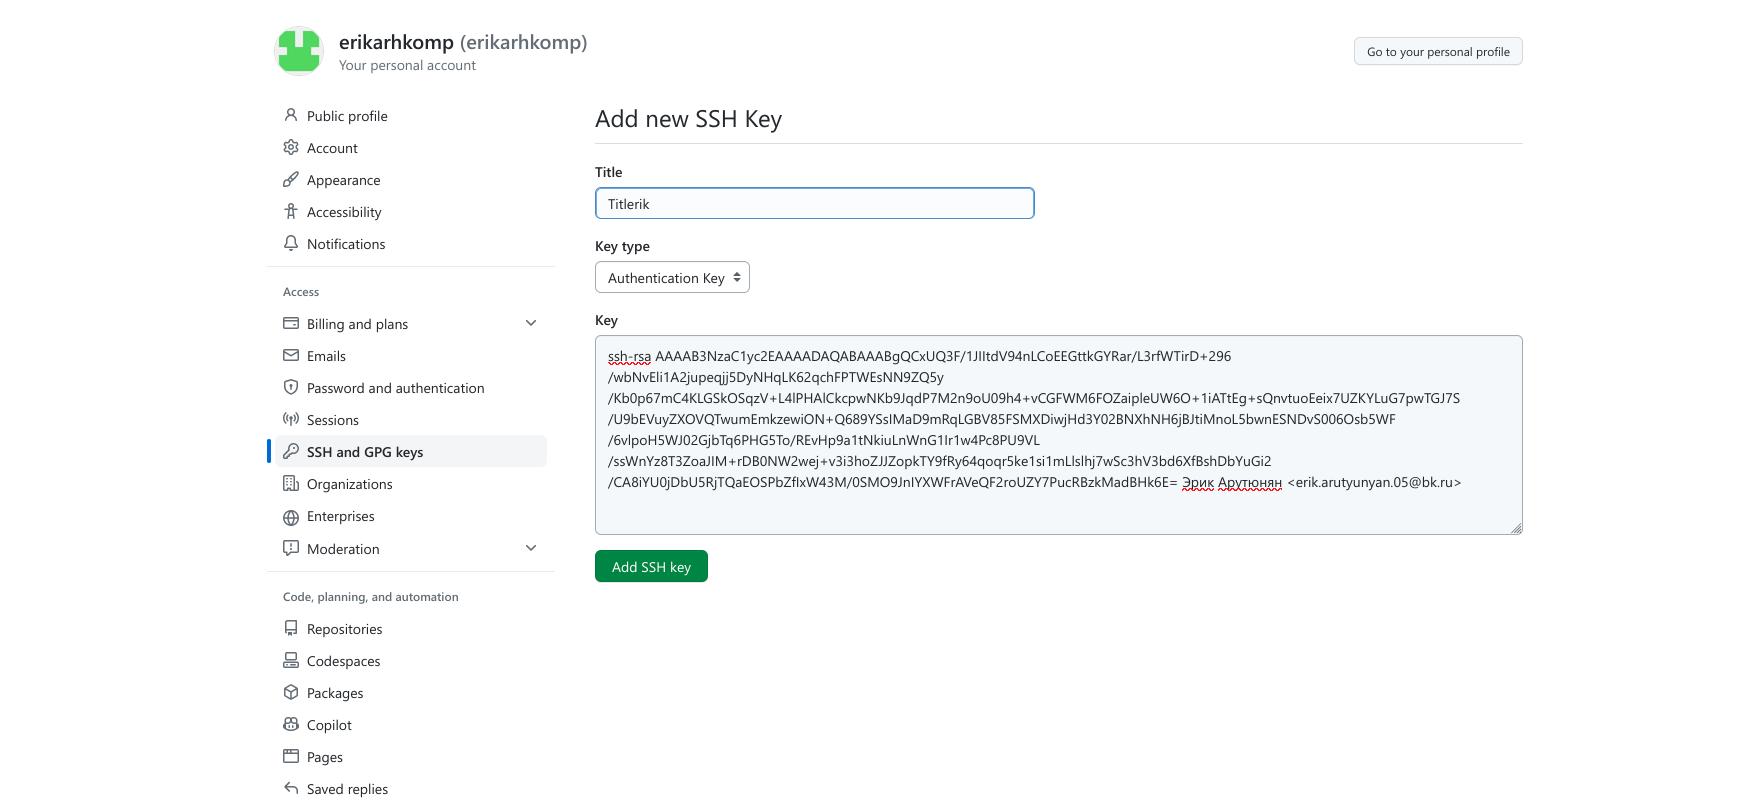 erikarhkomp (erikarhkomp)
Your personal account
Go to your personal profile
Public profile
Account
Appearance
Accessibility
Notifications
Access
Billing and plans
Emails
Password and authentication
Sessions
SSH and GPG keys
Organizations
Enterprises
Moderation
Code, planning, and automation
Repositories
Codespaces
Packages
Copilot
Pages
Saved replies
Add new SSH Key
Title
Titlerik
Key type
Authentication Key
Key
ssh-rsa AAAAB3NzaC1yc2EAAAADAQABAAABgQCxUQ3F/1JIItdV94nLCoEEGttkGYRar/L3rfWTirD+296
/wbNvEli1A2jupeqjj5DyNHqLK62qchFPTWEsNN9ZQ5y
/Kb0p67mC4KLGSkOSqzV+L4lPHAlCkcpwNKb9JqdP7M2n9oU09h4+vCGFWM6FOZaipleUW6O+1iATtEg+sQnvtuoEeix7UZKYLuG7pwTGJ7S
/U9bEVuyZXOVQTwumEmkzewiON+Q689YSsIMaD9mRqLGBV85FSMXDiwjHd3Y02BNXhNH6jBJtiMnoL5bwnESNDvS006Osb5WF
/6vlpoH5WJ02GjbTq6PHG5To/REvHp9a1tNkiuLnWnG1Ir1w4Pc8PU9VL
/ssWnYz8T3ZoaJIM+rDB0NW2wej+v3i3hoZJJZopkTY9fRy64qoqr5ke1si1mLlslhj7wSc3hV3bd6XfBshDbYuGi2
/CA8iYU0jDbU5RjTQaEOSPbZfIxW43M/0SMO9JnIYXWFrAVeQF2roUZY7PucRBzkMadBHk6E= Эрик Арутюнян <erik.arutyunyan.05@bk.ru>
Add SSH key